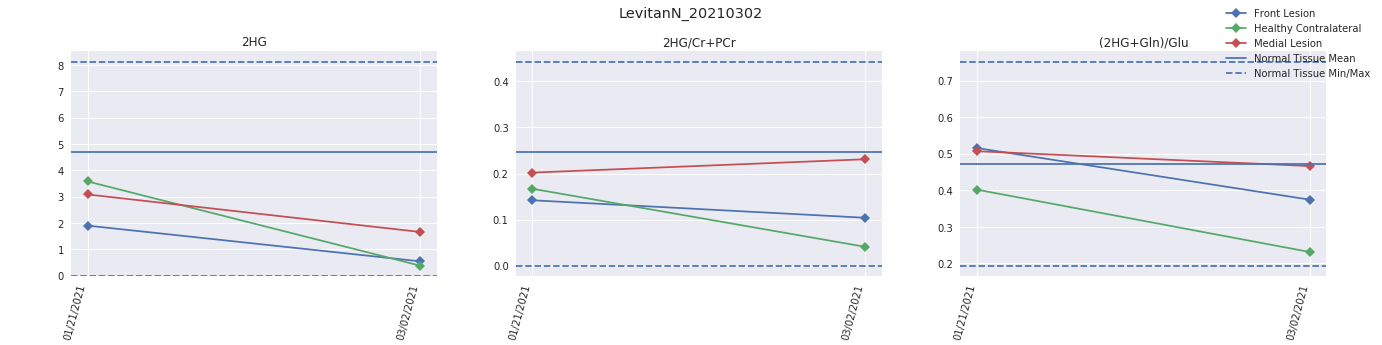 LevitanN_20210302
Front Lesion
Healthy Contralateral
Medial Lesion
Normal Tissue Mean
Normal Tissue Min/Max
2HG
8
7
6
5
4
3
2
1
0
01/21/2021
03/02/2021
2HG/Cr+PCr
0.4
0.3
0.2
0.1
0.0
01/21/2021
03/02/2021
(2HG+Gln)/Glu
0.7
0.6
0.5
0.4
0.3
0.2
01/21/2021
03/02/2021